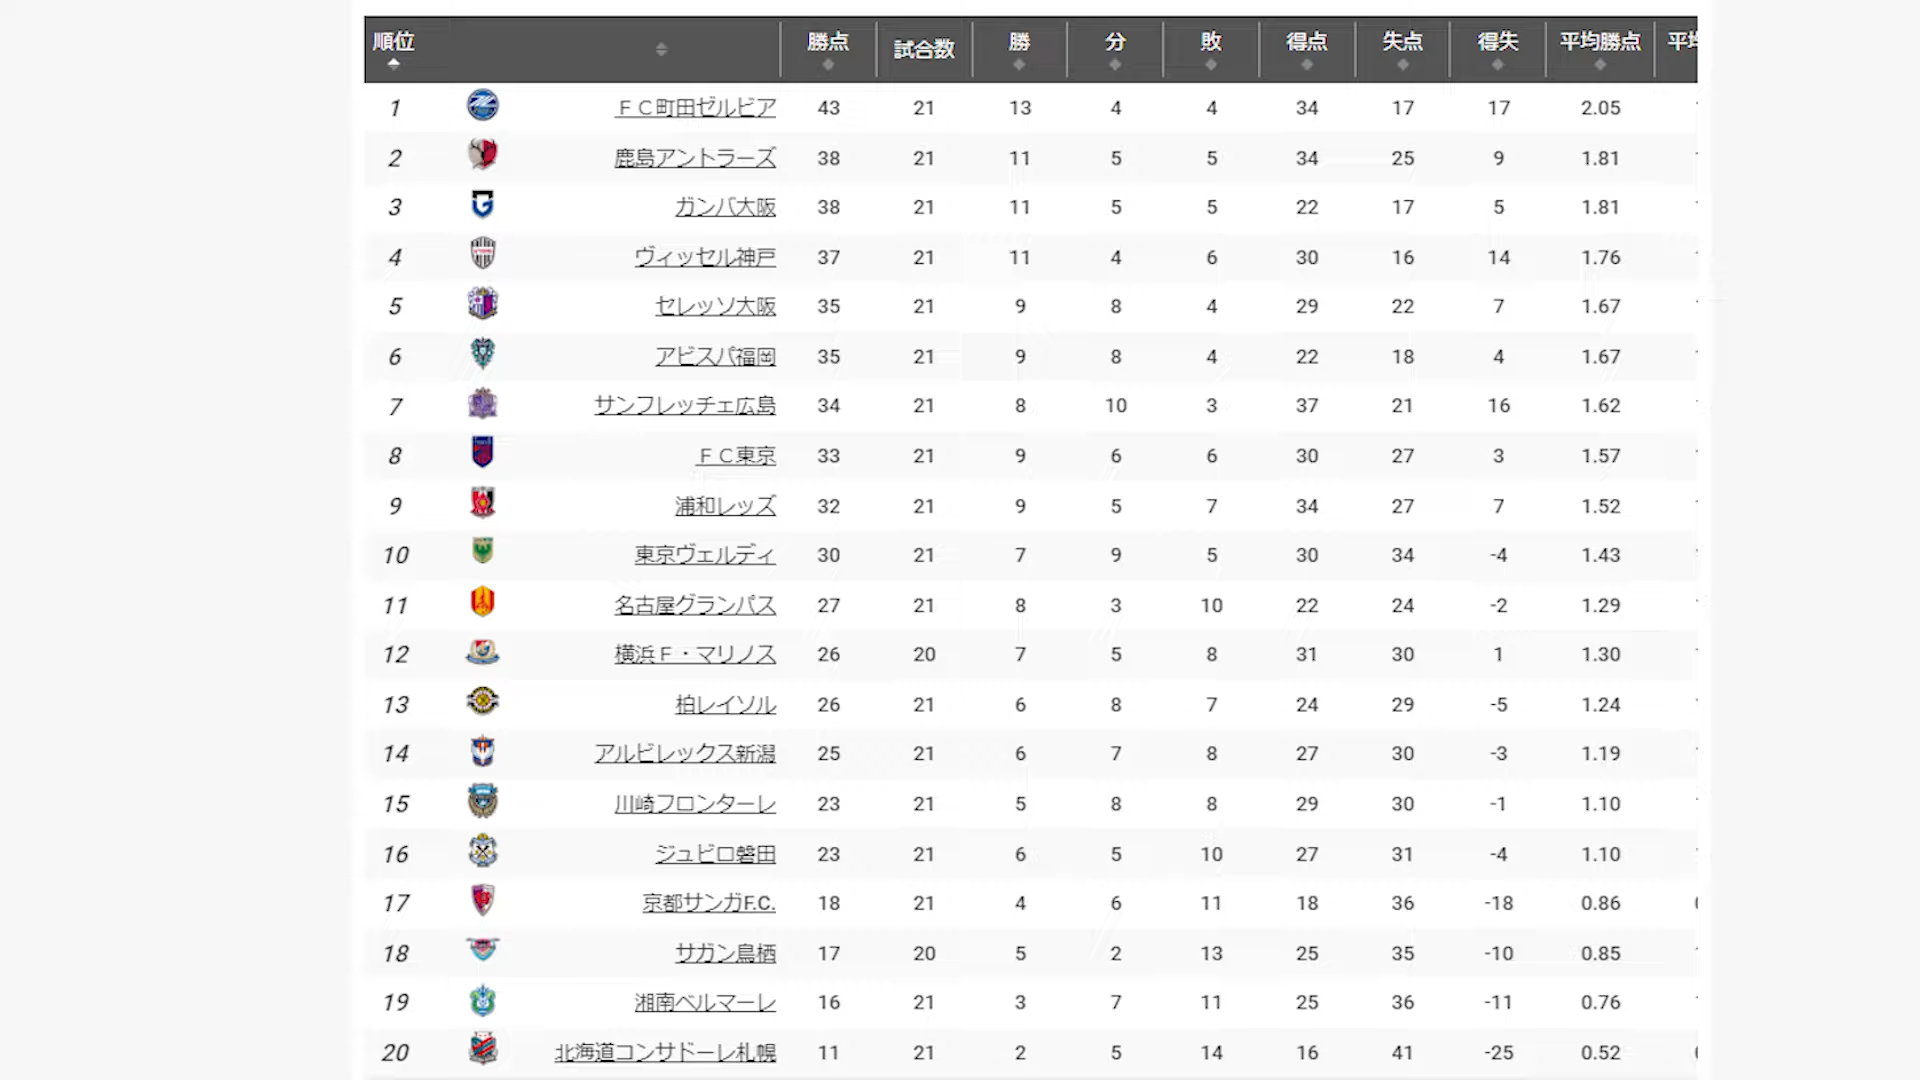 順位 勝点 試合数 勝 分 敗 得点 失点 得失 平均勝点
1 ＦＣ町田ゼルビア 43 21 13 4 4 34 17 17 2.05
2 鹿島アントラーズ 38 21 11 5 5 34 25 9 1.81
3 ガンバ大阪 38 21 11 5 5 22 17 5 1.81
4 ヴィッセル神戸 37 21 11 4 6 30 16 14 1.76
5 セレッソ大阪 35 21 9 8 4 29 22 7 1.67
6 アビスパ福岡 35 21 9 8 4 22 18 4 1.67
7 サンフレッチェ広島 34 21 8 10 3 37 21 16 1.62
8 ＦＣ東京 33 21 9 6 6 30 27 3 1.57
9 浦和レッズ 32 21 9 5 7 34 27 7 1.52
10 東京ヴェルディ 30 21 7 9 5 30 34 -4 1.43
11 名古屋グランパス 27 21 8 3 10 22 24 -2 1.29
12 横浜Ｆ・マリノス 26 20 7 5 8 31 30 1 1.30
13 柏レイソル 26 21 6 8 7 24 29 -5 1.24
14 アルビレックス新潟 25 21 6 7 8 27 30 -3 1.19
15 川崎フロンターレ 23 21 5 8 8 29 30 -1 1.10
16 ジュビロ磐田 23 21 6 5 10 27 31 -4 1.10
17 京都サンガF.C. 18 21 4 6 11 18 36 -18 0.86
18 サガン鳥栖 17 20 5 2 13 25 35 -10 0.85
19 湘南ベルマーレ 16 21 3 7 11 25 36 -11 0.76
20 北海道コンサドーレ札幌 11 21 2 5 14 16 41 -25 0.52